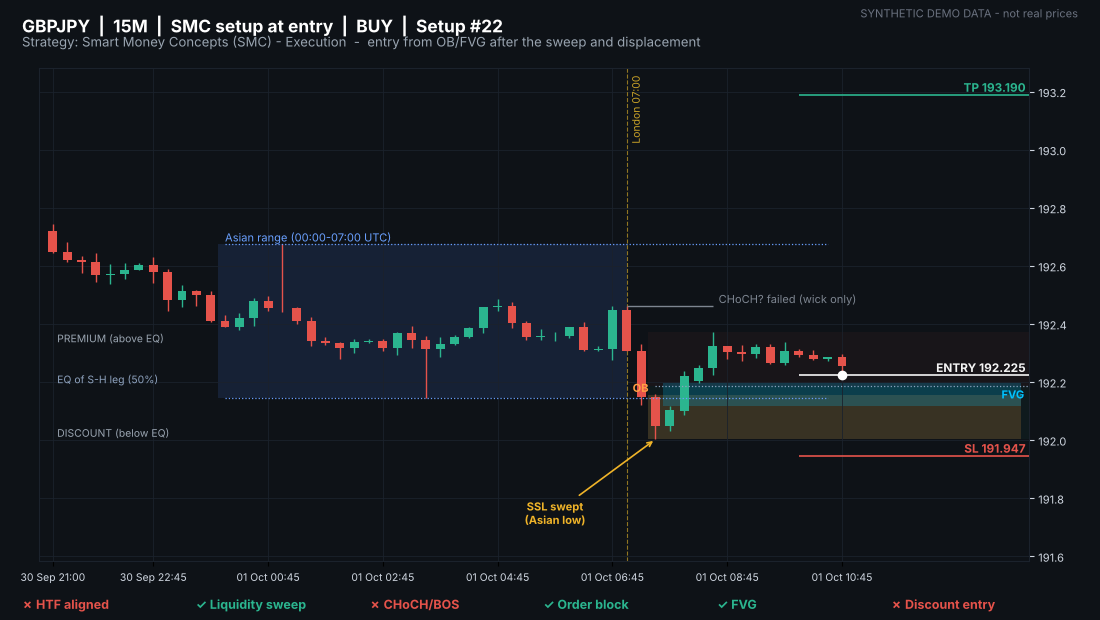 SYNTHETIC DEMO DATA - not real prices
GBPJPY | 15M | SMC setup at entry | BUY | Setup #22
Strategy: Smart Money Concepts (SMC) - Execution - entry from OB/FVG after the sweep and displacement
London 07:00
TP 193.190
193.2
193.0
192.8
Asian range (00:00-07:00 UTC)
192.6
CHoCH? failed (wick only)
192.4
PREMIUM (above EQ)
ENTRY 192.225
EQ of S-H leg (50%)
192.2
OB
FVG
DISCOUNT (below EQ)
192.0
SL 191.947
191.8
SSL swept
(Asian low)
191.6
30 Sep 21:00 30 Sep 22:45 01 Oct 00:45 01 Oct 02:45 01 Oct 04:45 01 Oct 06:45 01 Oct 08:45 01 Oct 10:45
× HTF aligned ✓ Liquidity sweep × CHoCH/BOS ✓ Order block ✓ FVG × Discount entry